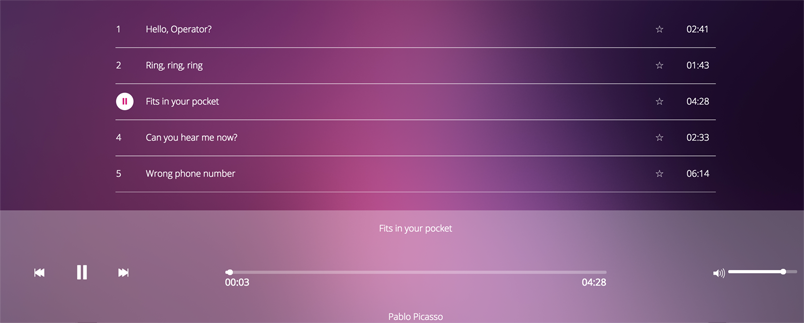 1 Hello, Operator? ☆ 02:41
2 Ring, ring, ring ☆ 01:43
Fits in your pocket ☆ 04:28
4 Can you hear me now? ☆ 02:33
5 Wrong phone number ☆ 06:14
Fits in your pocket
00:03 04:28
Pablo Picasso